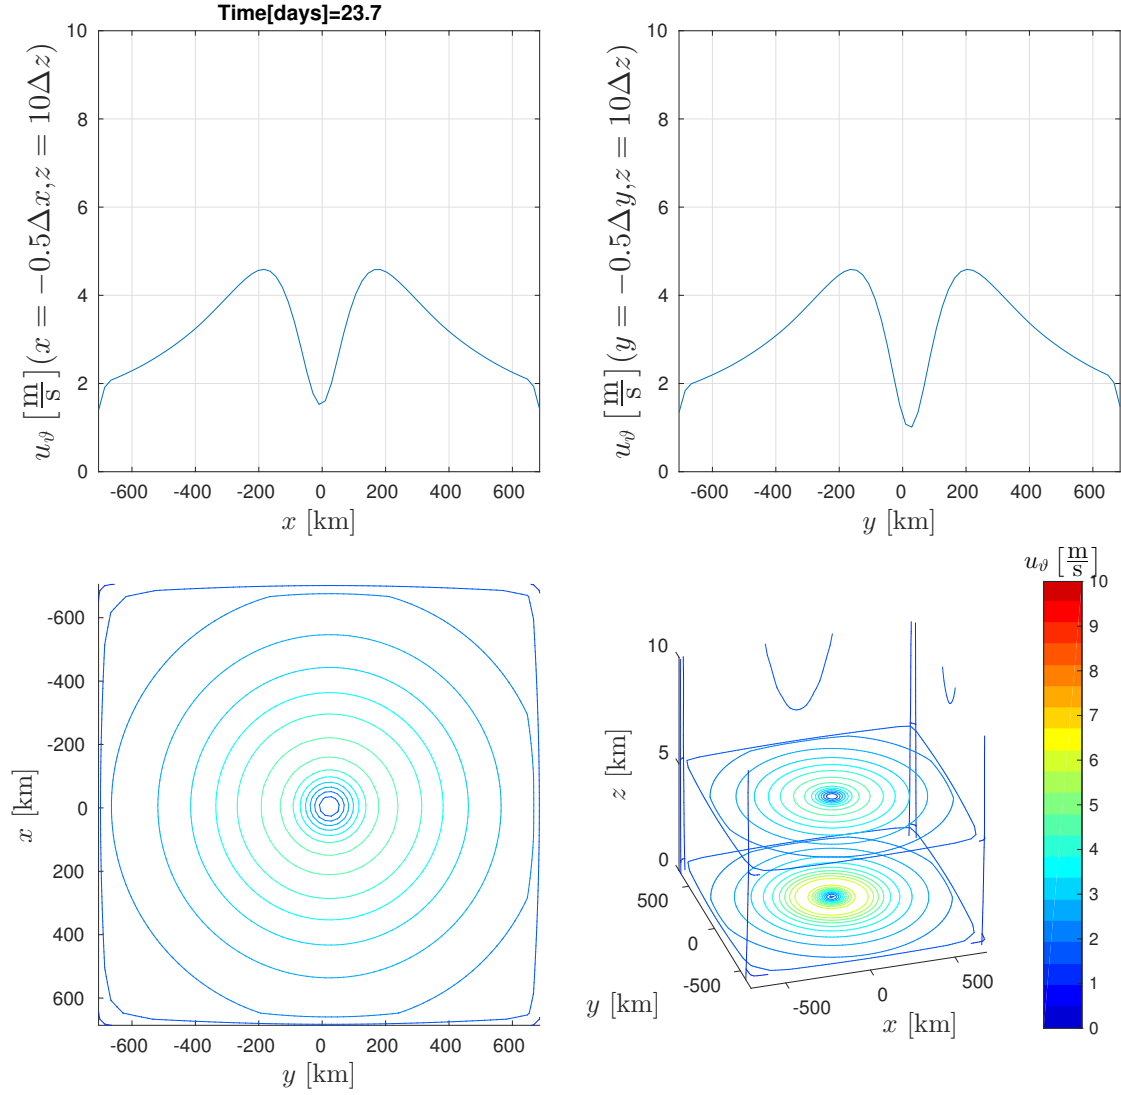 Time[days]=23.7
10
8
6
4
2
0
u_ϑ [m/s](x = −0.5Δx,z = 10Δz)
-600 -400 -200 0 200 400 600
x [km]
10
8
6
4
2
0
u_ϑ [m/s](y = −0.5Δy,z = 10Δz)
-600 -400 -200 0 200 400 600
y [km]
-600
-400
-200
0
200
400
600
x [km]
-600 -400 -200 0 200 400 600
y [km]
10
5
0
z [km]
500
0
-500
y [km]
-500 0 500
x [km]
u_ϑ [m/s]
10
9
8
7
6
5
4
3
2
1
0